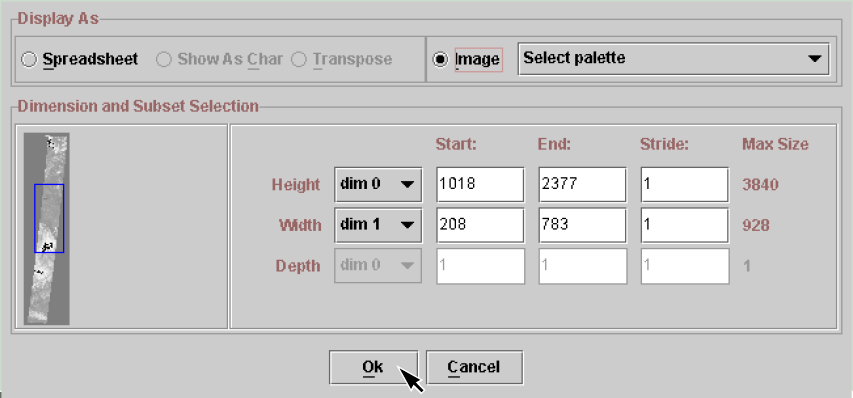 Display As
Spreadsheet Show As Char Transpose Image Select palette
Dimension and Subset Selection
Start: End: Stride: Max Size
Height dim 0 1018 2377 1 3840
Width dim 1 208 783 1 928
Depth dim 0 1 1 1 1
Ok Cancel